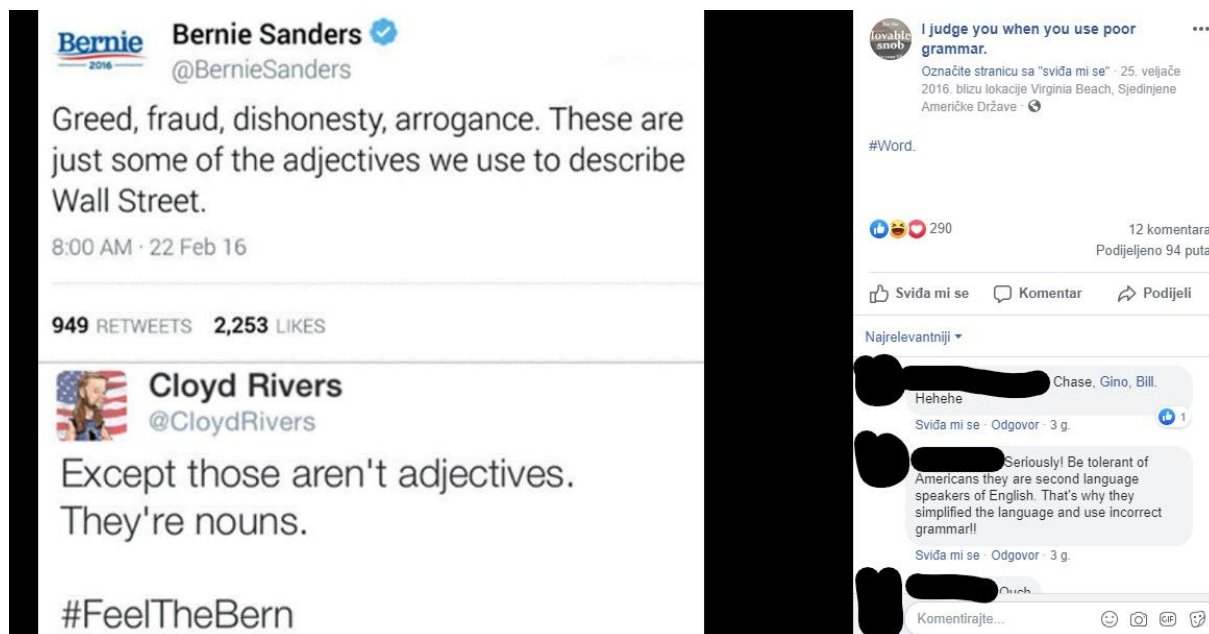 Bernie
2016
Bernie Sanders
@BernieSanders
Greed, fraud, dishonesty, arrogance. These are
just some of the adjectives we use to describe
Wall Street.
8:00 AM · 22 Feb 16
949 RETWEETS 2,253 LIKES
Cloyd Rivers
@CloydRivers
Except those aren't adjectives.
They're nouns.
#FeelTheBern
lovable
snob
I judge you when you use poor
grammar.
Označite stranicu sa "sviđa mi se" · 25. veljače
2016. blizu lokacije Virginia Beach, Sjedinjene
Američke Države ·
#Word.
290
12 komentara
Podijeljeno 94 puta
Sviđa mi se Komentar Podijeli
Najrelevantniji
Chase, Gino, Bill.
Hehehe
1
Sviđa mi se · Odgovor · 3 g.
Seriously! Be tolerant of
Americans they are second language
speakers of English. That's why they
simplified the language and use incorrect
grammar!!
Sviđa mi se · Odgovor · 3 g.
Ouch
Komentirajte...
GIF